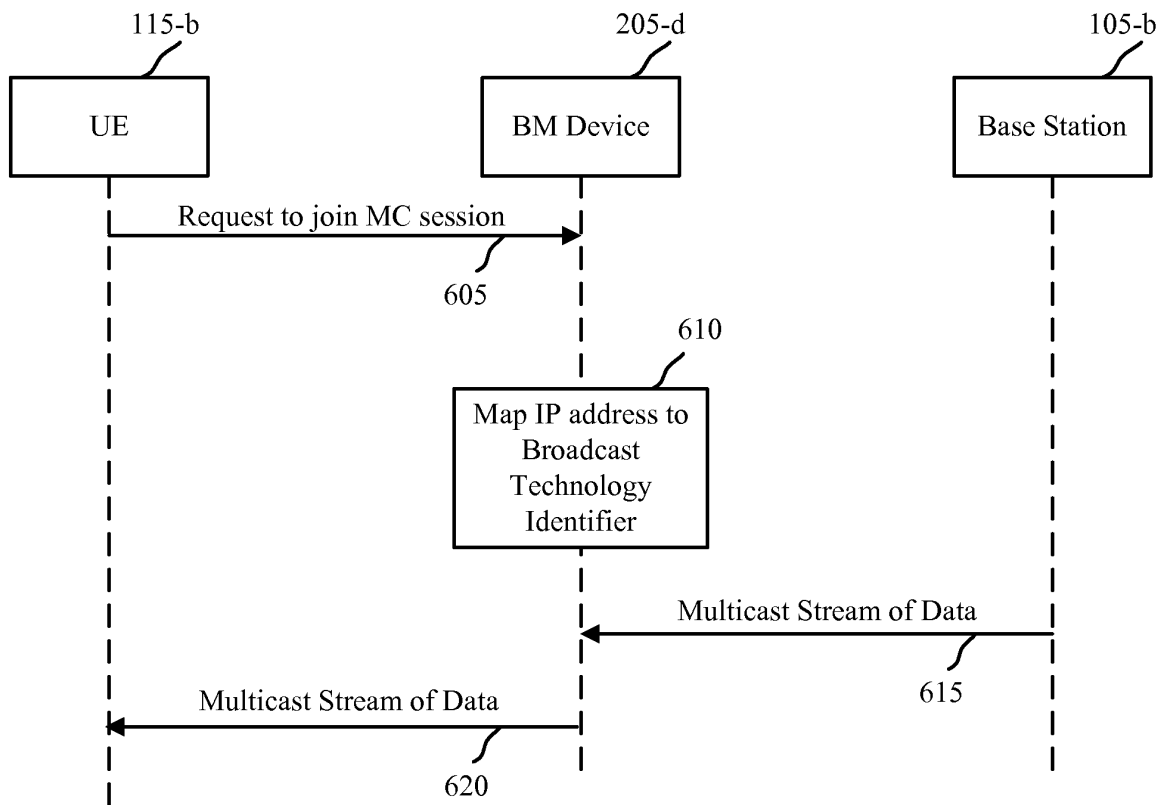 115-b
205-d
105-b
UE
BM Device
Base Station
Request to join MC session
605
610
Map IP address to
Broadcast
Technology
Identifier
Multicast Stream of Data
615
Multicast Stream of Data
620